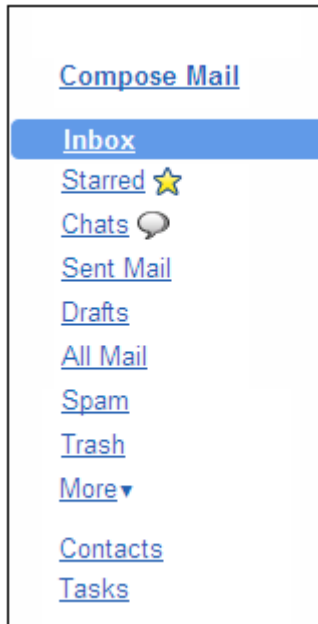 Compose Mail
Inbox
Starred
Chats
Sent Mail
Drafts
All Mail
Spam
Trash
More
Contacts
Tasks